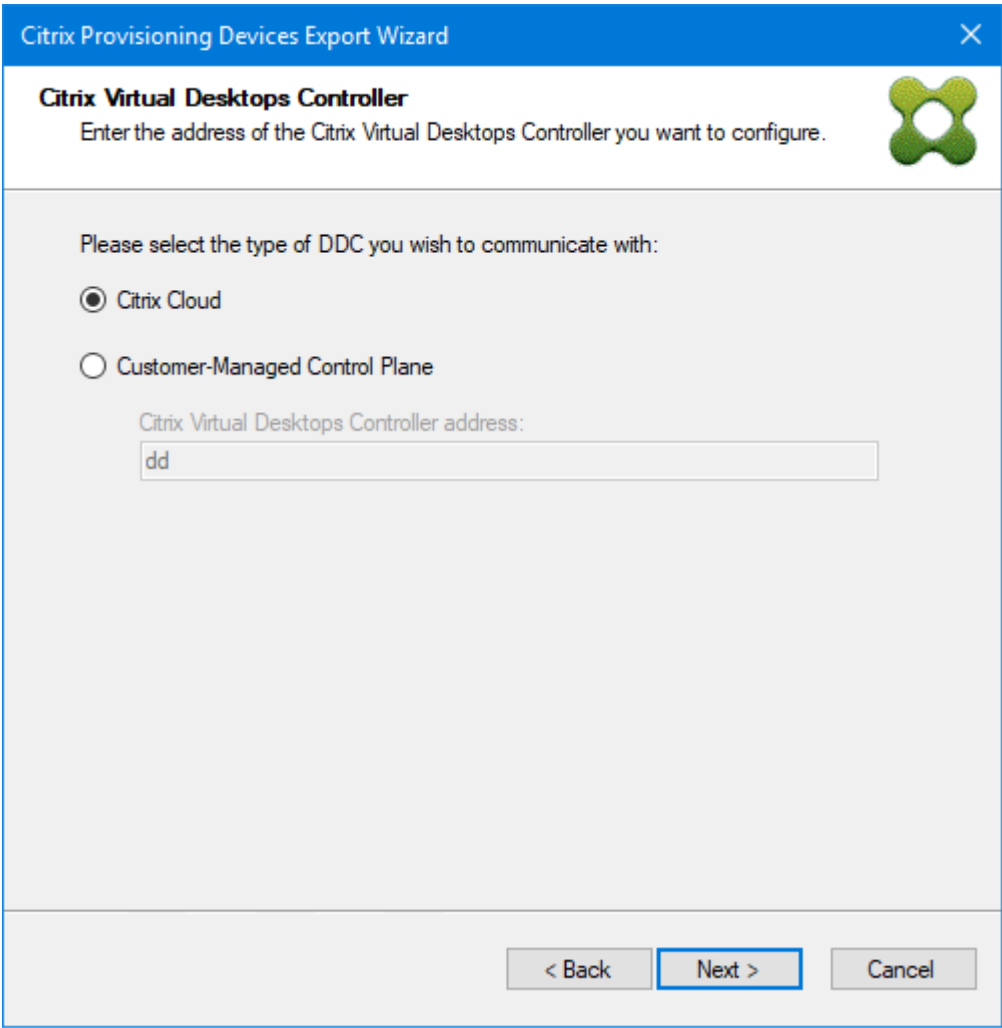 Citrix Provisioning Devices Export Wizard
Citrix Virtual Desktops Controller
Enter the address of the Citrix Virtual Desktops Controller you want to configure.
Please select the type of DDC you wish to communicate with:
Citrix Cloud
Customer-Managed Control Plane
Citrix Virtual Desktops Controller address:
dd
< Back Next > Cancel